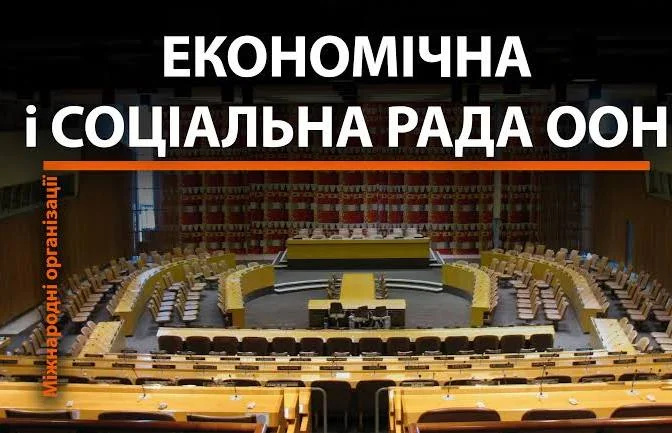 ЕКОНОМІЧНА
і СОЦІАЛЬНА РАДА ООН
Міжнародні організації